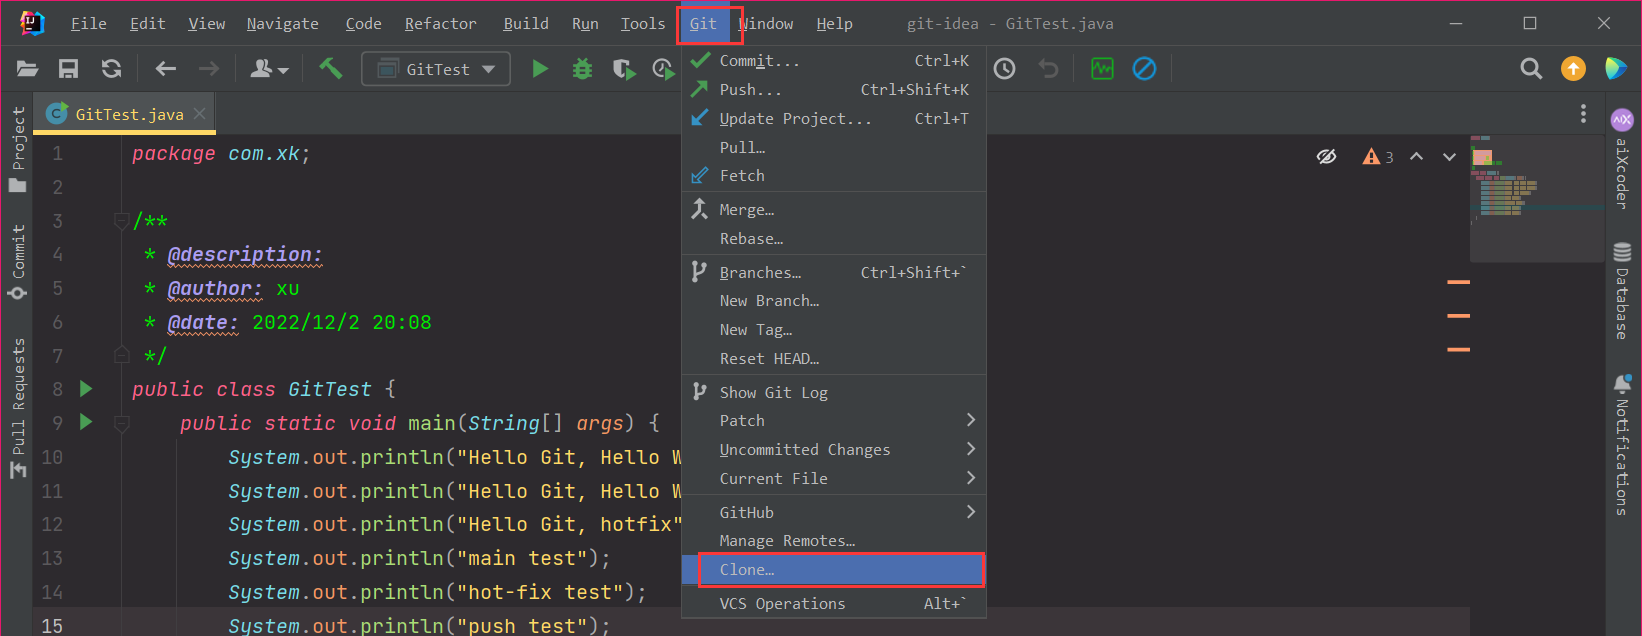 File Edit View Navigate Code Refactor Build Run Tools Git Window Help git-idea - GitTest.java
GitTest
GitTest.java
Project
Commit
Pull Requests
1 package com.xk;
2
3 /**
4 * @description:
5 * @author: xu
6 * @date: 2022/12/2 20:08
7 */
8 public class GitTest {
9 public static void main(String[] args) {
10 System.out.println("Hello Git, Hello W
11 System.out.println("Hello Git, Hello W
12 System.out.println("Hello Git, hotfix"
13 System.out.println("main test");
14 System.out.println("hot-fix test");
15 System.out.println("push test");
Commit... Ctrl+K
Push... Ctrl+Shift+K
Update Project... Ctrl+T
Pull...
Fetch
Merge...
Rebase...
Branches... Ctrl+Shift+`
New Branch...
New Tag...
Reset HEAD...
Show Git Log
Patch
Uncommitted Changes
Current File
GitHub
Manage Remotes...
Clone...
VCS Operations Alt+`
3
aiXcoder
Database
Notifications